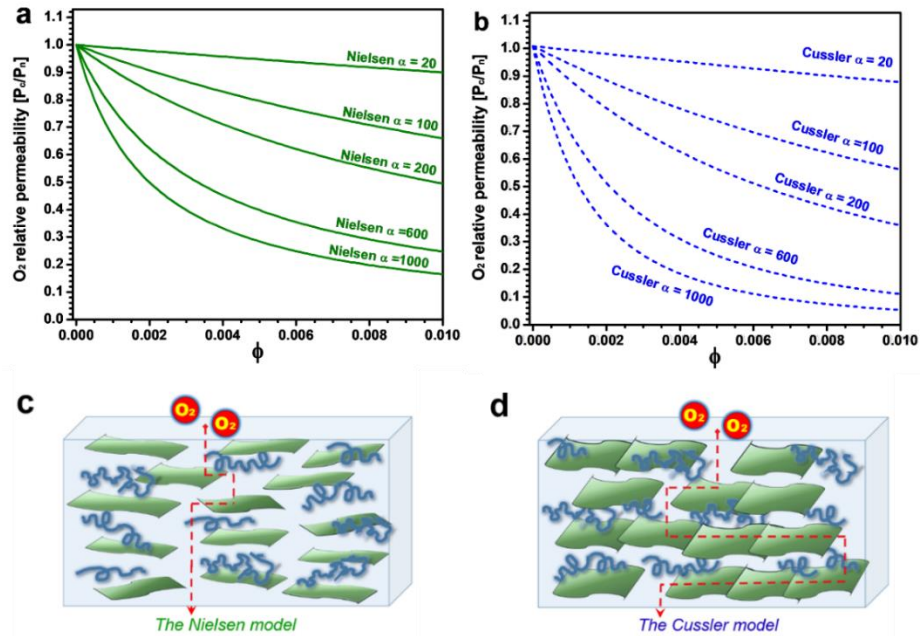 a
O₂ relative permeability [Pd/Pn]
1.0
0.9
0.8
0.7
0.6
0.5
0.4
0.3
0.2
0.1
0.0
Nielsen α = 20
Nielsen α = 100
Nielsen α = 200
Nielsen α =600
Nielsen α =1000
0.000
0.002
0.004
0.006
0.008
0.010
ϕ
b
O₂ relative permeability [Pd/Pn]
1.1
1.0
0.9
0.8
0.7
0.6
0.5
0.4
0.3
0.2
0.1
0.0
Cussler α = 20
Cussler α =100
Cussler α = 200
Cussler α = 600
Cussler α = 1000
0.000
0.002
0.004
0.006
0.008
0.010
ϕ
c
O₂
O₂
The Nielsen model
d
O₂
O₂
The Cussler model